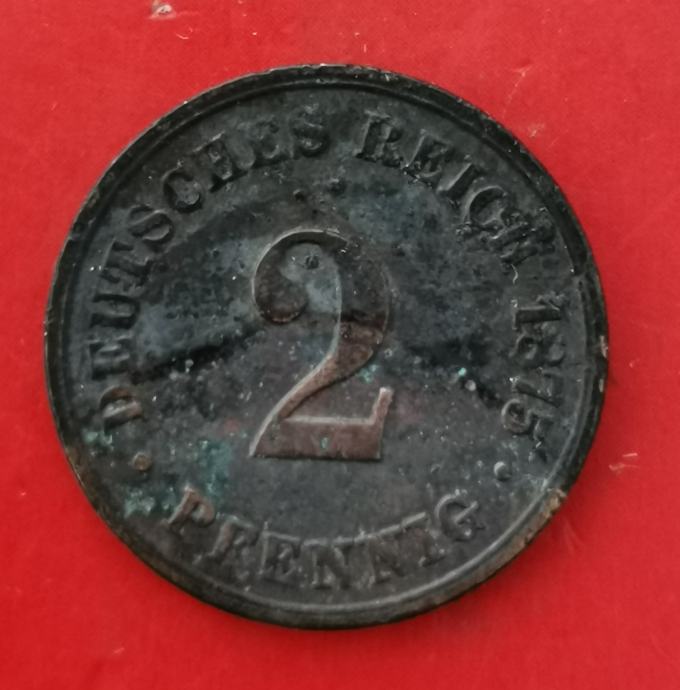 DEUTSCHES REICH 1875
2
· PFENNIG ·